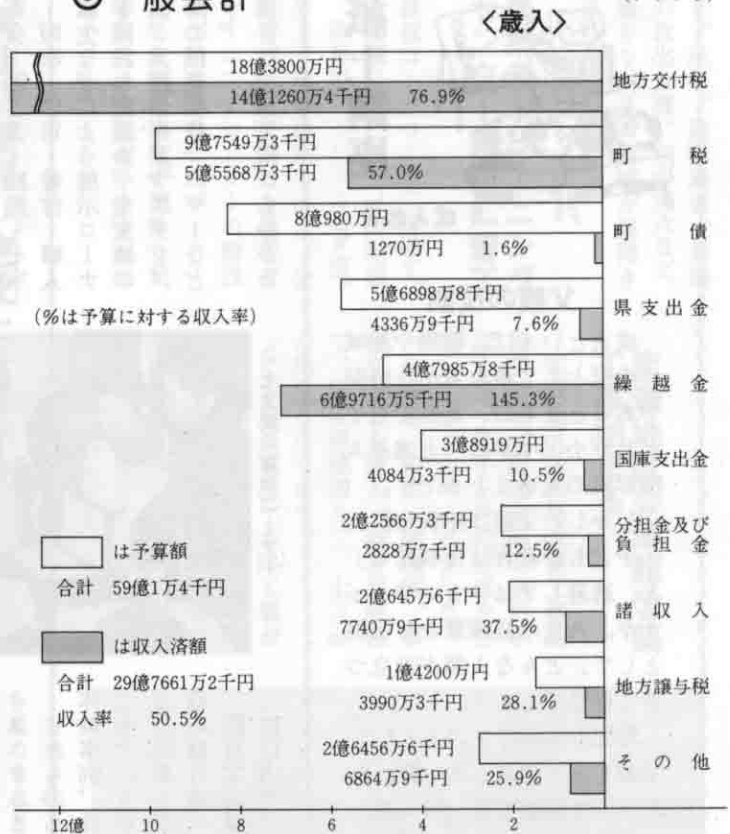 一般会計
〈歳入〉
18億3800万円
14億1260万4千円 76.9%
地方交付税
9億7549万3千円
5億5568万3千円 57.0%
町税
8億980万円
1270万円 1.6%
町債
5億6898万8千円
4336万9千円 7.6%
県支出金
(%は予算に対する収入率)
4億7985万8千円
6億9716万5千円 145.3%
繰越金
3億8919万円
4084万3千円 10.5%
国庫支出金
2億2566万3千円
2828万7千円 12.5%
分担金及び
負担金
2億645万6千円
7740万9千円 37.5%
諸収入
1億4200万円
3990万3千円 28.1%
地方譲与税
2億6456万6千円
6864万9千円 25.9%
その他
は予算額
合計 59億1万4千円
は収入済額
合計 29億7661万2千円
収入率 50.5%
12億 10 8 6 4 2